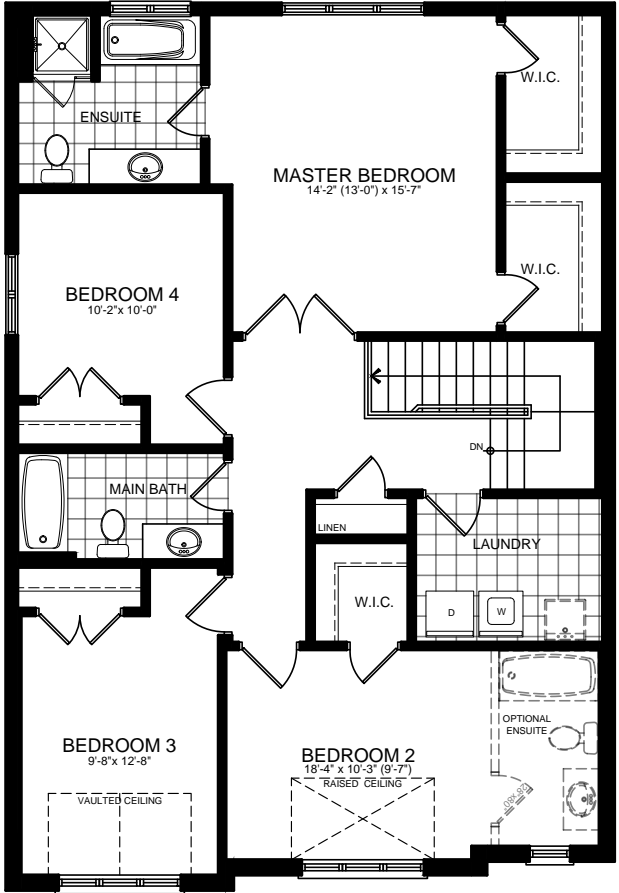 W.I.C.
ENSUITE
MASTER BEDROOM
14'-2" (13'-0") x 15'-7"
W.I.C.
BEDROOM 4
10'-2"x 10'-0"
DN
MAIN BATH
LINEN
LAUNDRY
W.I.C.
D
W
OPTIONAL
ENSUITE
BEDROOM 3
9'-8"x 12'-8"
BEDROOM 2
18'-4" x 10'-3" (9'-7")
RAISED CEILING
VAULTED CEILING
28"x80"